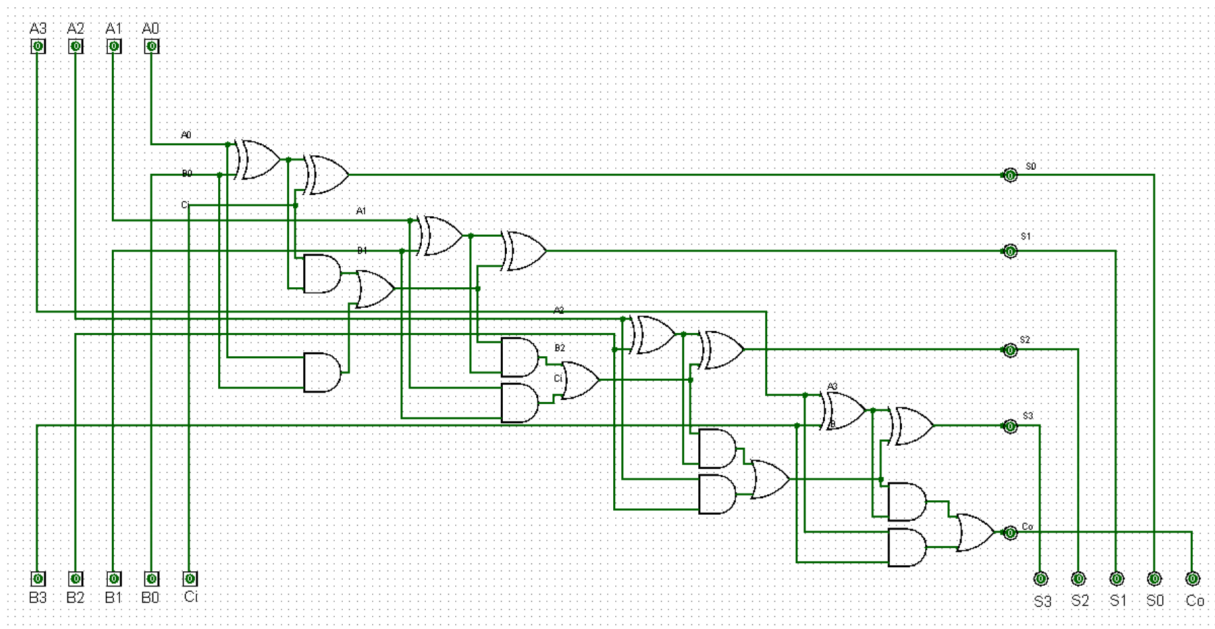 A3 A2 A1 A0
A0
B0
S0
Ci
A1
S1
B1
A2
S2
B2
Ci
A3
S3
B
Co
B3 B2 B1 B0 Ci
S3 S2 S1 S0 Co